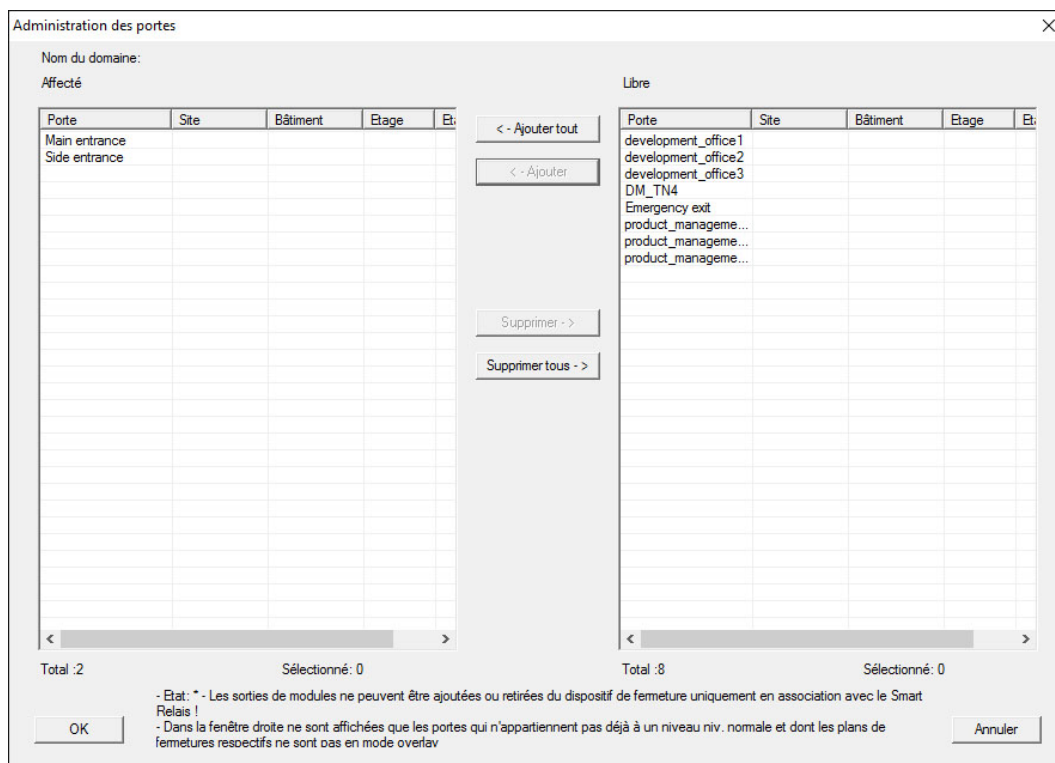 Administration des portes
Nom du domaine:
Affecté
Libre
Porte Site Bâtiment Etage Et
Main entrance
Side entrance
< - Ajouter tout
< - Ajouter
Supprimer - >
Supprimer tous - >
Porte Site Bâtiment Etage Et
development_office1
development_office2
development_office3
DM_TN4
Emergency exit
product_manageme...
product_manageme...
product_manageme...
Total :2 Sélectionné: 0
Total :8 Sélectionné: 0
- Etat: * - Les sorties de modules ne peuvent être ajoutées ou retirées du dispositif de fermeture uniquement en association avec le Smart
Relais !
- Dans la fenêtre droite ne sont affichées que les portes qui n'appartiennent pas déjà à un niveau niv. normale et dont les plans de
fermetures respectifs ne sont pas en mode overlay
OK
Annuler